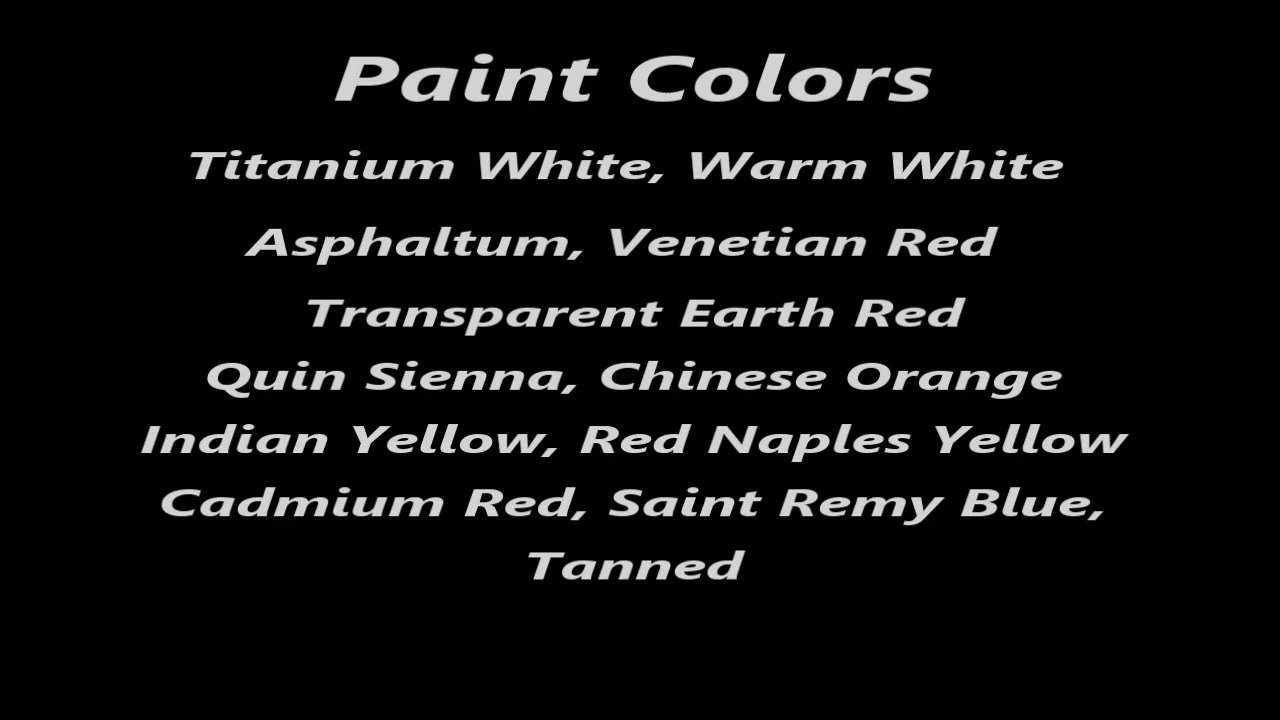 Paint Colors
Titanium White, Warm White
Asphaltum, Venetian Red
Transparent Earth Red
Quin Sienna, Chinese Orange
Indian Yellow, Red Naples Yellow
Cadmium Red, Saint Remy Blue,
Tanned